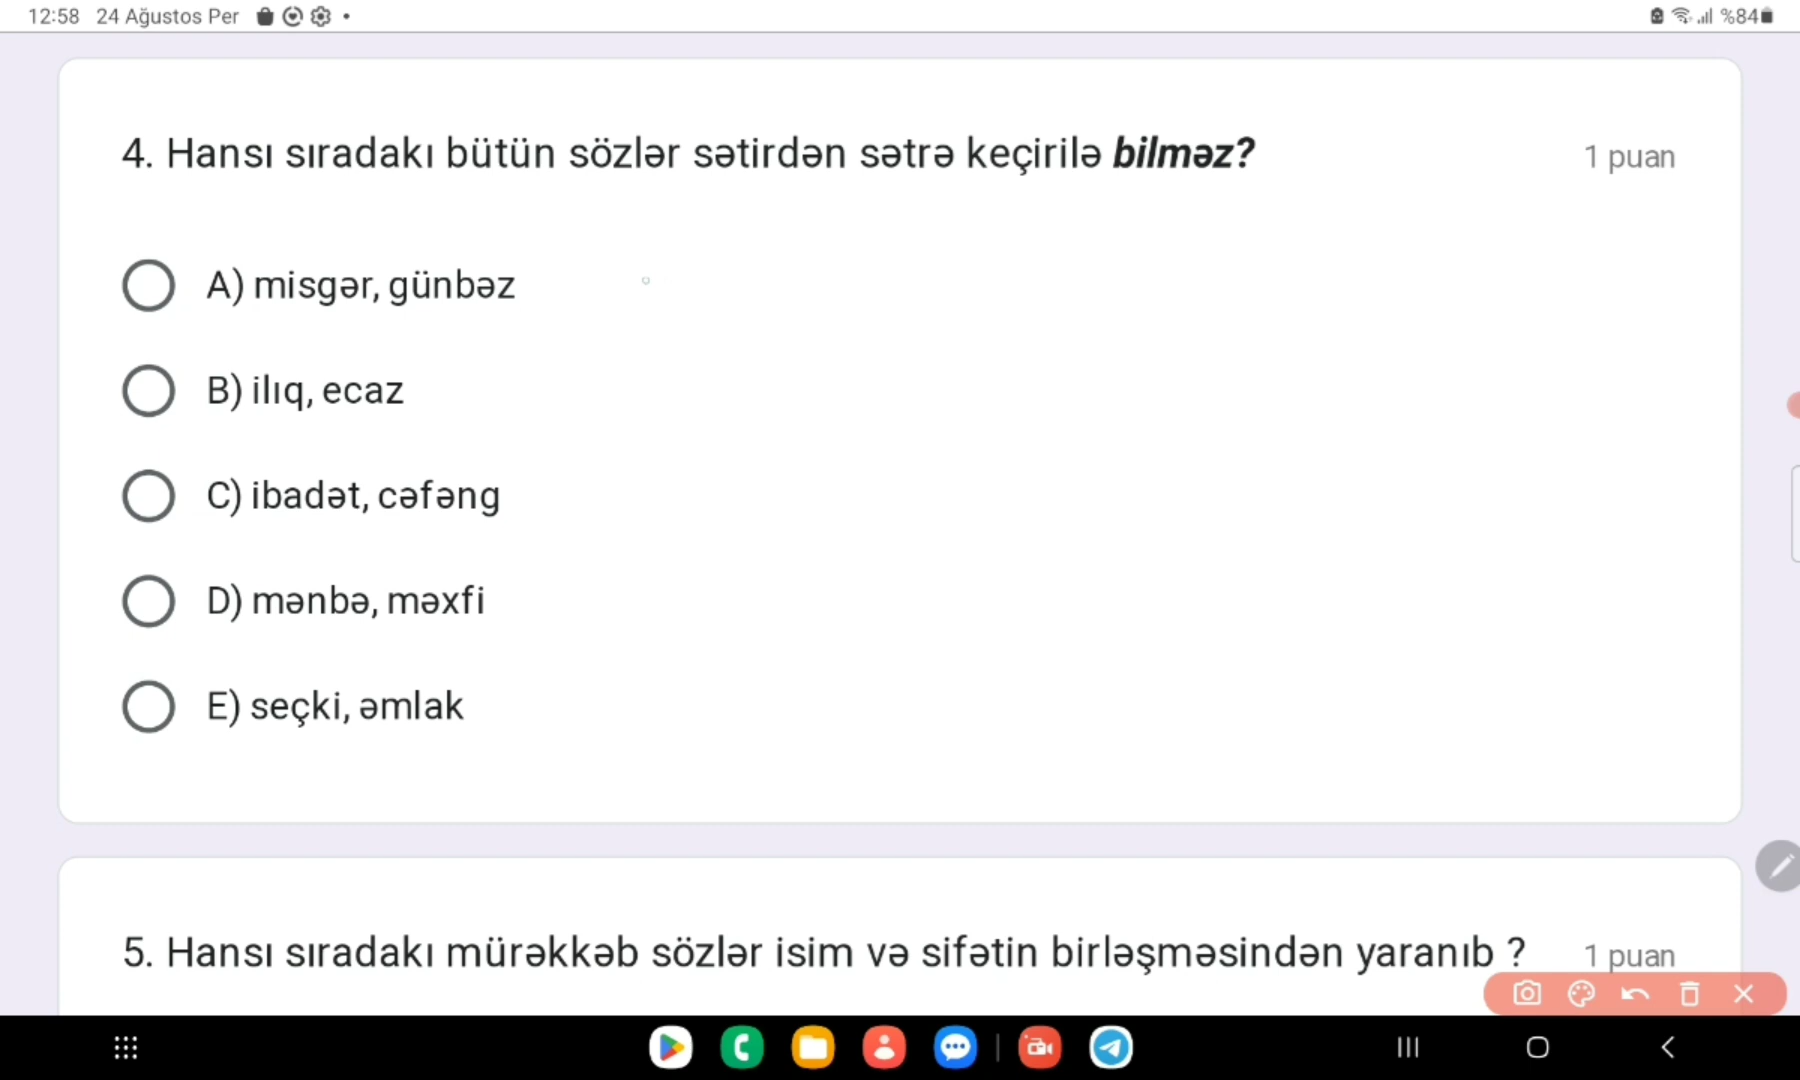 12:58 24 Ağustos Per
%84
4. Hansı sıradakı bütün sözlər sətirdən sətrə keçirilə bilməz?
1 puan
A) misgər, günbəz
B) ilıq, ecaz
C) ibadət, cəfəng
D) mənbə, məxfi
E) seçki, əmlak
5. Hansı sıradakı mürəkkəb sözlər isim və sifətin birləşməsindən yaranıb ?
1 puan